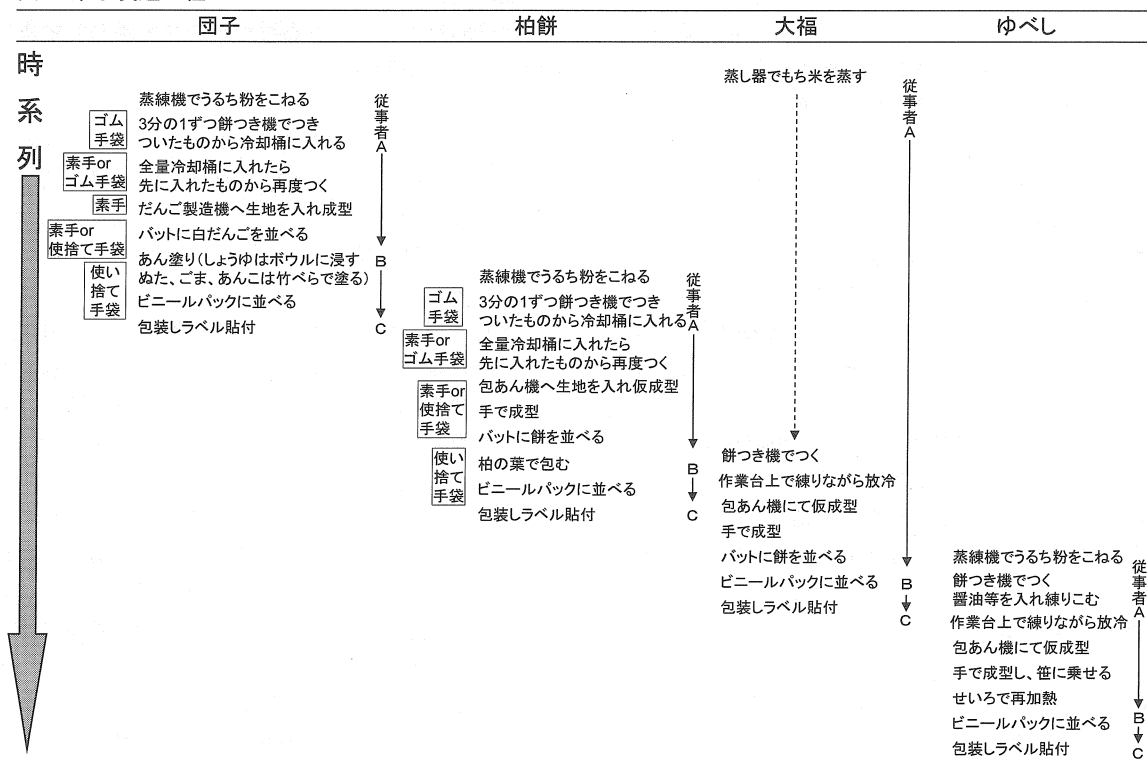 団子 柏餅 大福 ゆべし
時系列
蒸練機でうるち粉をこねる
ゴム
手袋
3分の1ずつ餅つき機でつき
ついたものから冷却桶に入れる
素手or
ゴム手袋
全量冷却桶に入れたら
先に入れたものから再度つく
素手
だんご製造機へ生地を入れ成型
素手or
使捨て手袋
バットに白だんごを並べる
使い
捨て
手袋
あん塗り(しょうゆはボウルに浸す
ぬた、ごま、あんこは竹べらで塗る)
ビニールパックに並べる
包装しラベル貼付
従事者A
B
C
蒸練機でうるち粉をこねる
ゴム
手袋
3分の1ずつ餅つき機でつき
ついたものから冷却桶に入れる
素手or
ゴム手袋
全量冷却桶に入れたら
先に入れたものから再度つく
素手or
使捨て
手袋
包あん機へ生地を入れ仮成型
手で成型
バットに餅を並べる
使い
捨て
手袋
柏の葉で包む
ビニールパックに並べる
包装しラベル貼付
従事者A
B
C
蒸し器でもち米を蒸す
餅つき機でつく
作業台上で練りながら放冷
包あん機にて仮成型
手で成型
バットに餅を並べる
ビニールパックに並べる
包装しラベル貼付
従事者A
B
C
蒸練機でうるち粉をこねる
餅つき機でつく
醤油等を入れ練りこむ
作業台上で練りながら放冷
包あん機にて仮成型
手で成型し、笹に乗せる
せいろで再加熱
ビニールパックに並べる
包装しラベル貼付
従事者A
B
C